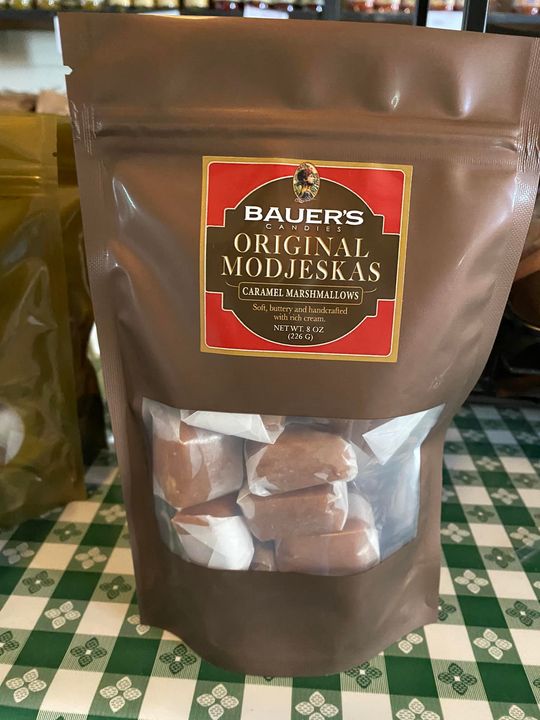 BAUER'S
CANDIES
ORIGINAL
MODJESKAS
CARAMEL MARSHMALLOWS
Soft, buttery and handcrafted
with rich cream.
NET WT. 8 OZ
(226 G)